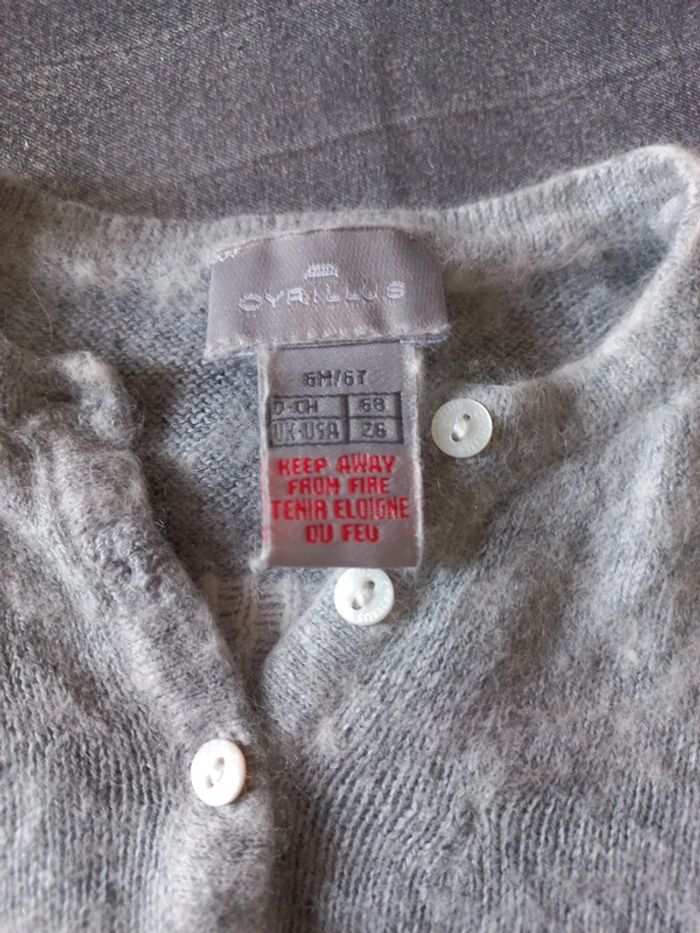 CYRILLUS
6M/67
D-CH 68
UK-USA 26
KEEP AWAY
FROM FIRE
TENIR ELOIGNE
DU FEU